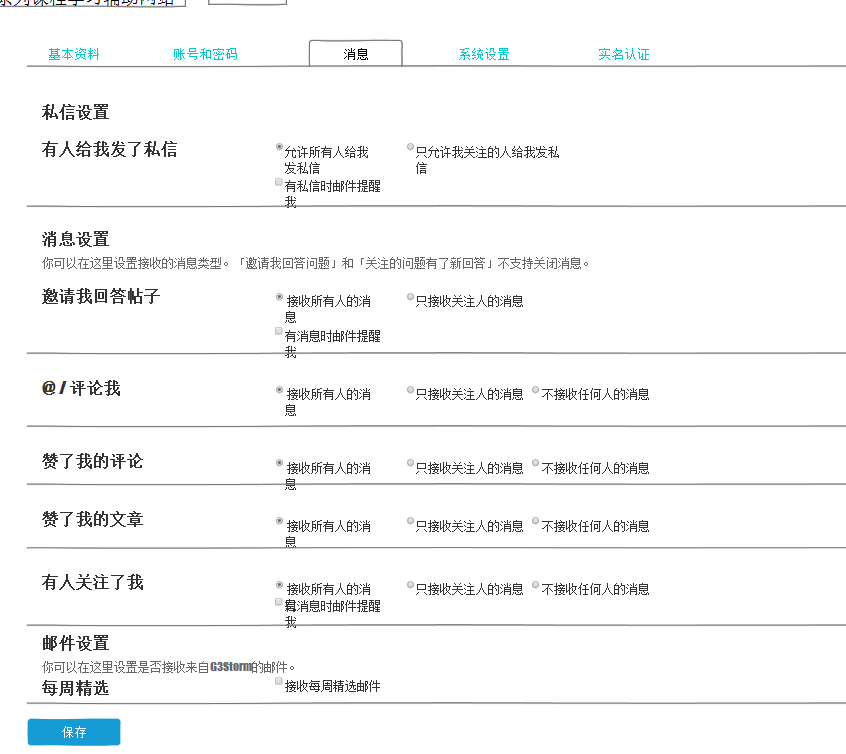 系列课程学习辅助网站
基本资料 账号和密码 消息 系统设置 实名认证
私信设置
有人给我发了私信
允许所有人给我发私信
只允许我关注的人给我发私信
有私信时邮件提醒我
消息设置
你可以在这里设置接收的消息类型。「邀请我回答问题」和「关注的问题有了新回答」不支持关闭消息。
邀请我回答帖子
接收所有人的消息
只接收关注人的消息
有消息时邮件提醒我
@ / 评论我
接收所有人的消息
只接收关注人的消息
不接收任何人的消息
赞了我的评论
接收所有人的消息
只接收关注人的消息
不接收任何人的消息
赞了我的文章
接收所有人的消息
只接收关注人的消息
不接收任何人的消息
有人关注了我
接收所有人的消息
只接收关注人的消息
不接收任何人的消息
有消息时邮件提醒我
邮件设置
你可以在这里设置是否接收来自G3Storm的邮件。
每周精选
接收每周精选邮件
保存